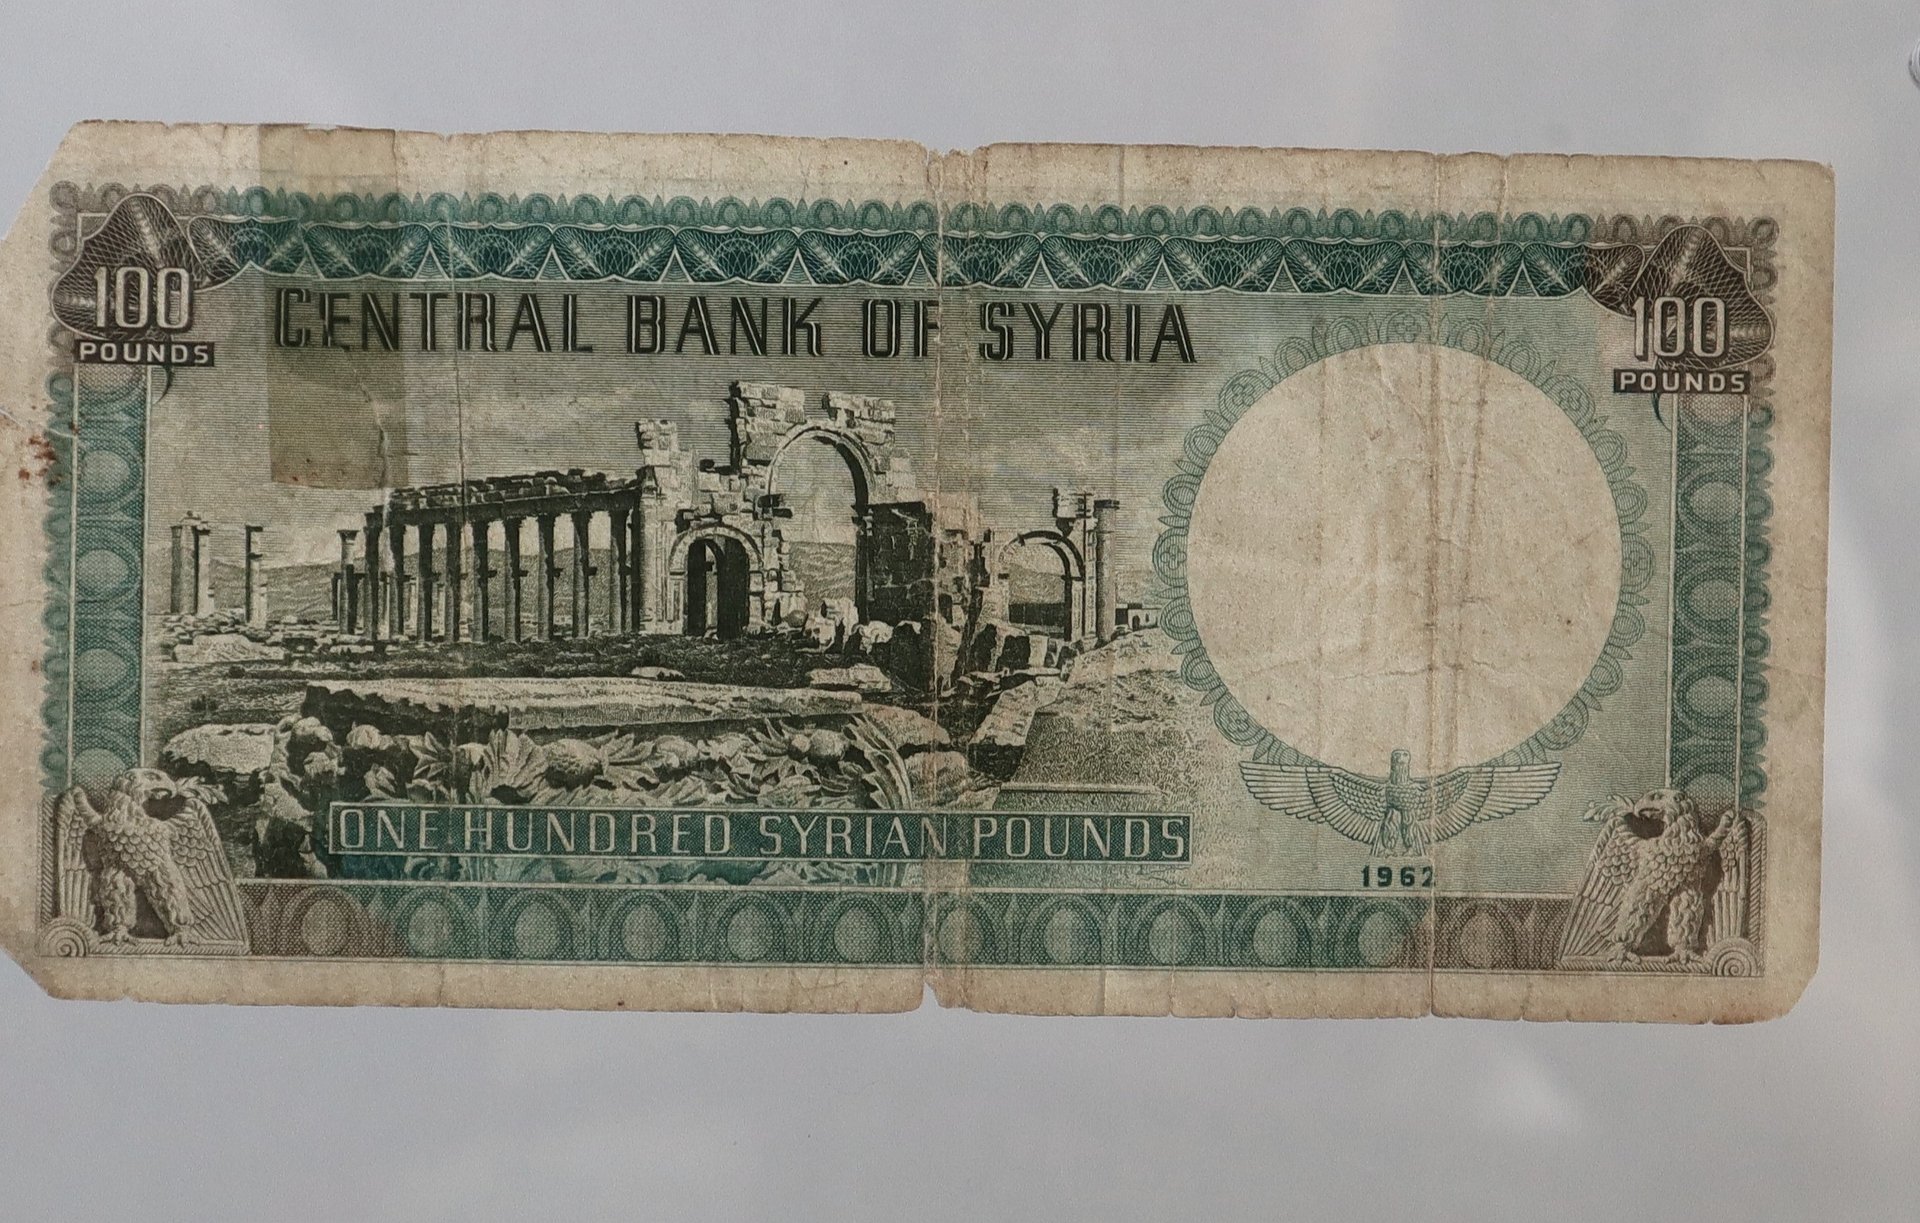 100 POUNDS
100 POUNDS
CENTRAL BANK OF SYRIA
ONE HUNDRED SYRIAN POUNDS
1962